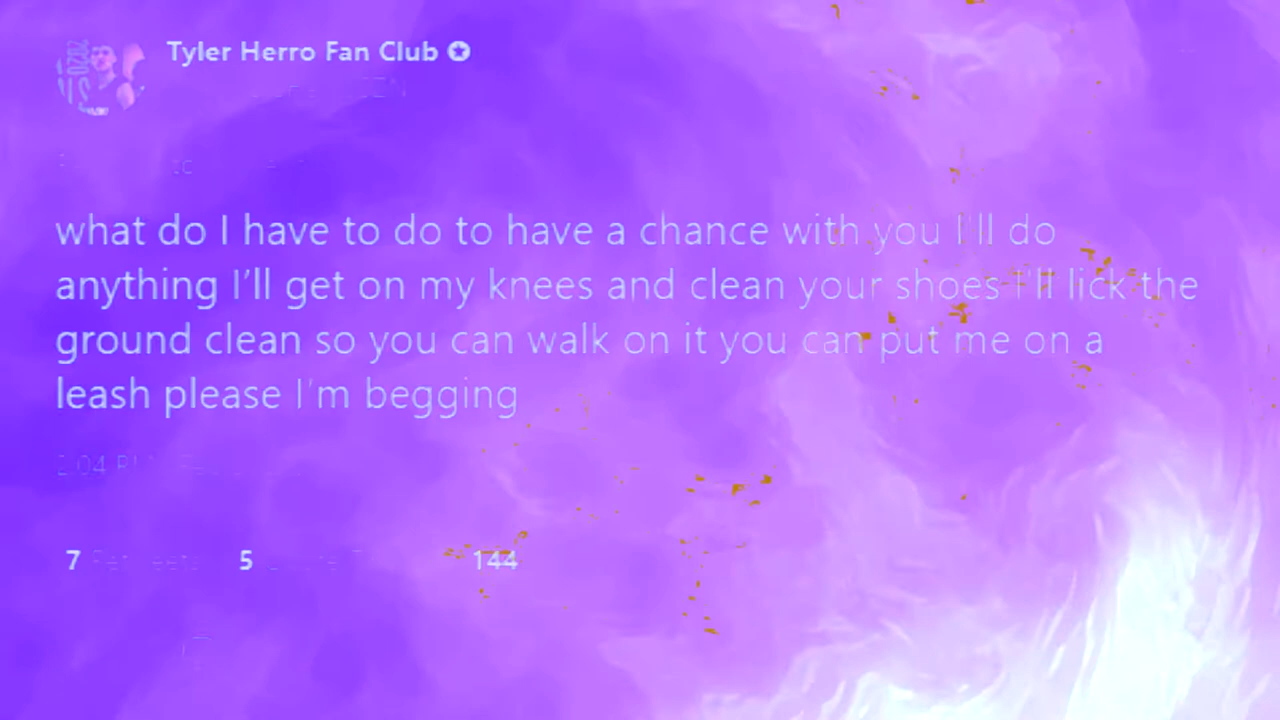 Tyler Herro Fan Club
what do I have to do to have a chance with you I'll do
anything I'll get on my knees and clean your shoes I'll lick the
ground clean so you can walk on it you can put me on a
leash please I'm begging
2:04
7 5 144